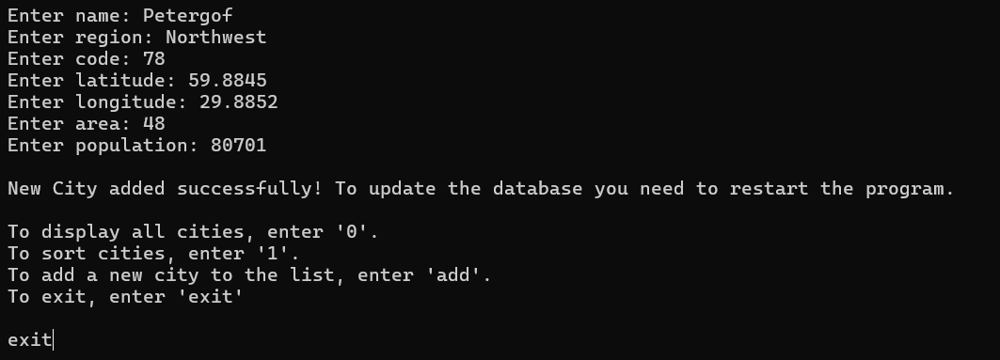 Enter name: Petergof
Enter region: Northwest
Enter code: 78
Enter latitude: 59.8845
Enter longitude: 29.8852
Enter area: 48
Enter population: 80701
New City added successfully! To update the database you need to restart the program.
To display all cities, enter '0'.
To sort cities, enter '1'.
To add a new city to the list, enter 'add'.
To exit, enter 'exit'
exit